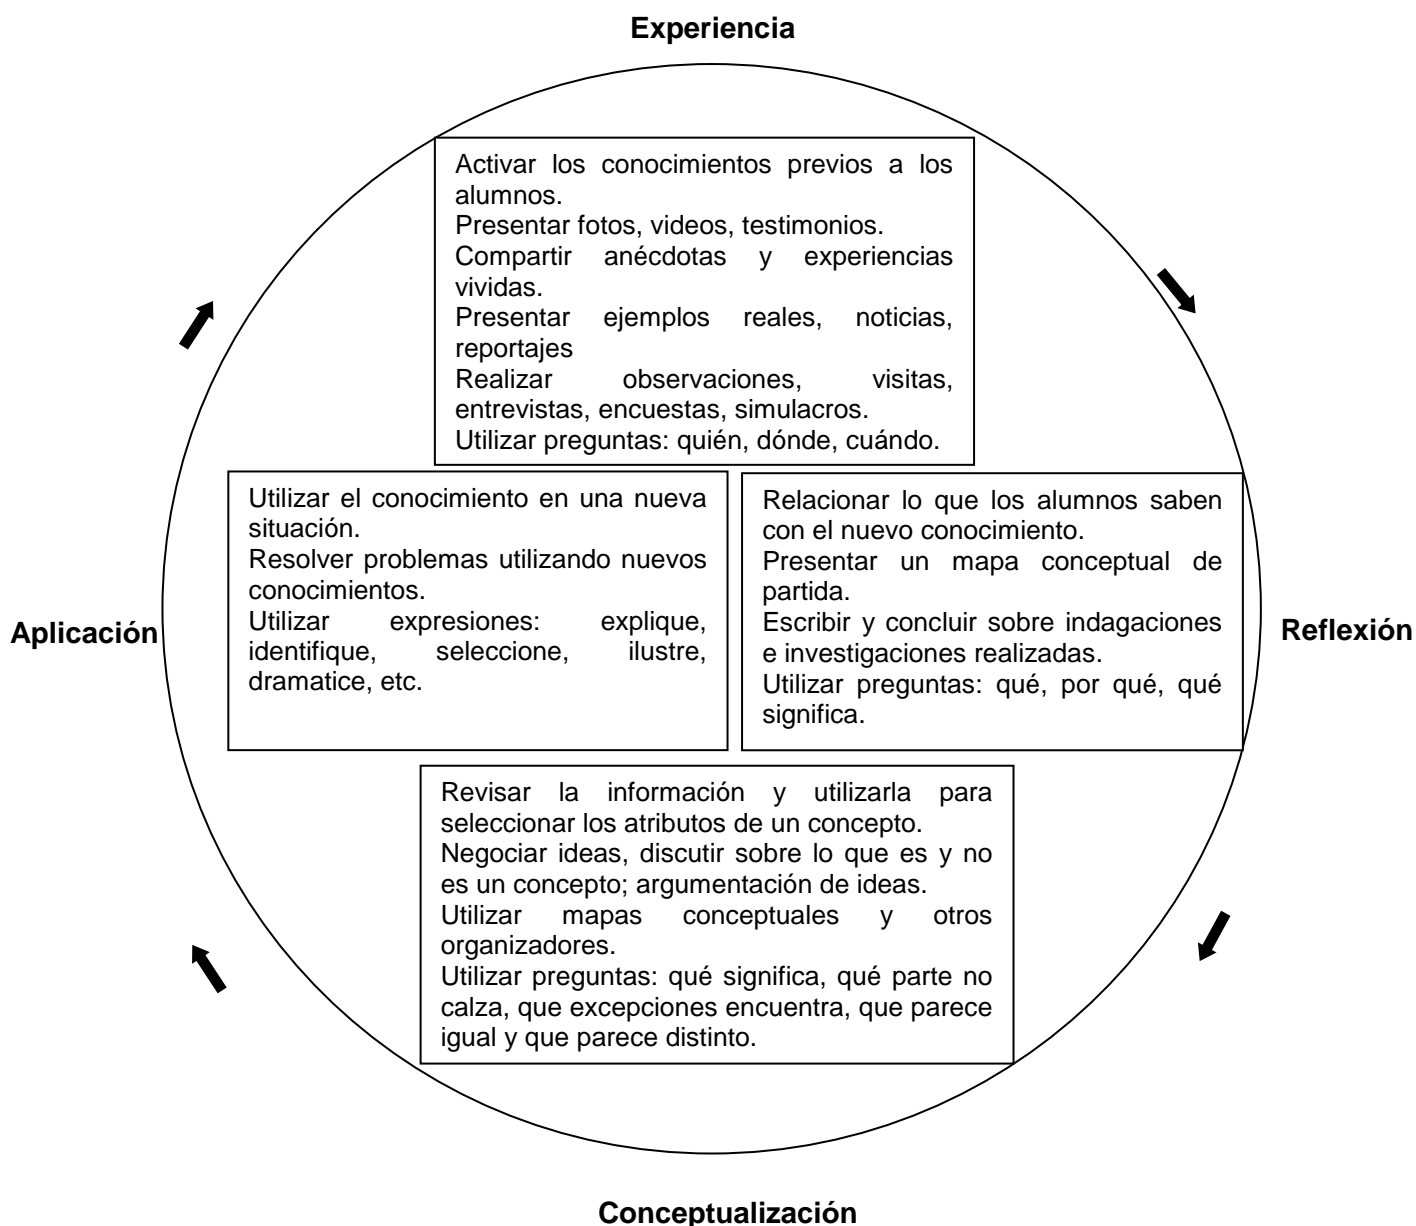 Experiencia
Activar los conocimientos previos a los
alumnos.
Presentar fotos, videos, testimonios.
Compartir anécdotas y experiencias
vividas.
Presentar ejemplos reales, noticias,
reportajes
Realizar observaciones, visitas,
entrevistas, encuestas, simulacros.
Utilizar preguntas: quién, dónde, cuándo.
Aplicación
Utilizar el conocimiento en una nueva
situación.
Resolver problemas utilizando nuevos
conocimientos.
Utilizar expresiones: explique,
identifique, seleccione, ilustre,
dramatice, etc.
Relacionar lo que los alumnos saben
con el nuevo conocimiento.
Presentar un mapa conceptual de
partida.
Escribir y concluir sobre indagaciones
e investigaciones realizadas.
Utilizar preguntas: qué, por qué, qué
significa.
Reflexión
Revisar la información y utilizarla para
seleccionar los atributos de un concepto.
Negociar ideas, discutir sobre lo que es y no
es un concepto; argumentación de ideas.
Utilizar mapas conceptuales y otros
organizadores.
Utilizar preguntas: qué significa, qué parte no
calza, que excepciones encuentra, que parece
igual y que parece distinto.
Conceptualización